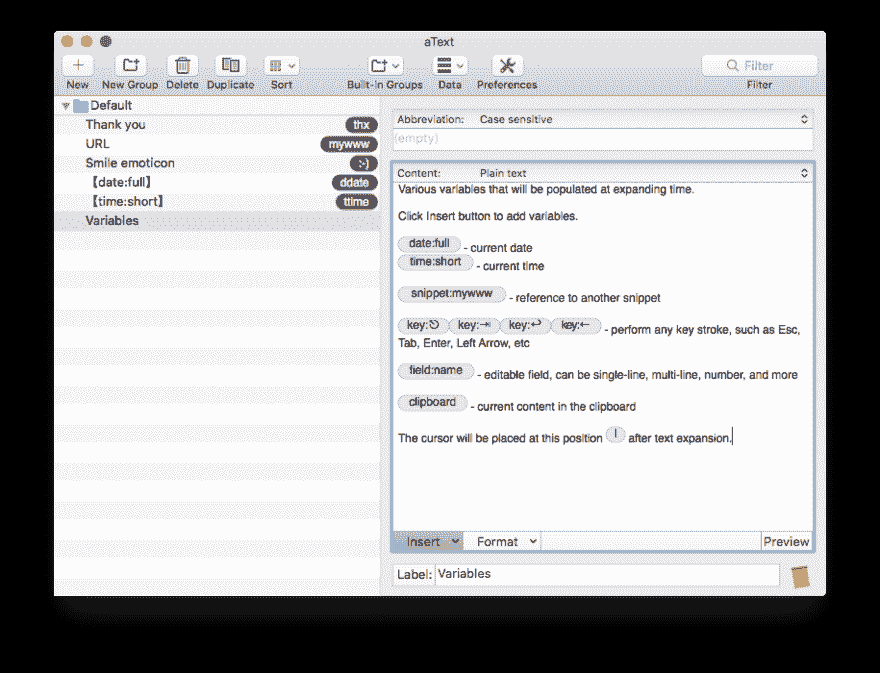 aText
New New Group Delete Duplicate Sort Built-In Groups Data Preferences Filter
Filter
Default
Thank you thx
URL mywww
Smile emoticon :-)
【date:full】 ddate
【time:short】 ttime
Variables
Abbreviation: Case sensitive
(empty)
Content: Plain text
Various variables that will be populated at expanding time.
Click Insert button to add variables.
date:full - current date
time:short - current time
snippet:mywww - reference to another snippet
key:⎋ key:⇥ key:↩ key:← - perform any key stroke, such as Esc,
Tab, Enter, Left Arrow, etc
field:name - editable field, can be single-line, multi-line, number, and more
clipboard - current content in the clipboard
The cursor will be placed at this position | after text expansion.
Insert Format Preview
Label: Variables